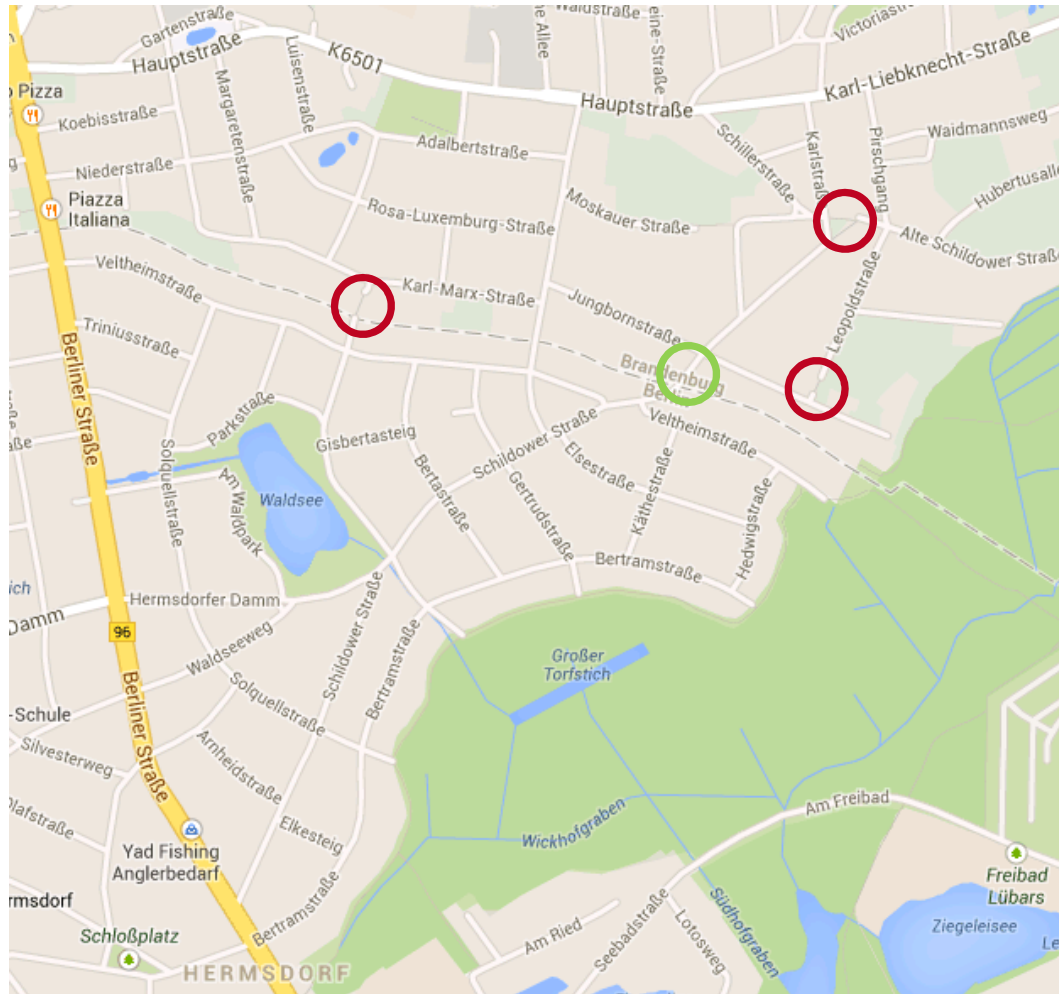 Gartenstraße
Hauptstraße
Luisenstraße
K6501
Waldstraße
Victoriastr
Karl-Liebknecht-Straße
Hauptstraße
Pizza
Koebisstraße
Margaretenstraße
Niederstraße
Adalbertstraße
Schillerstraße
Karlstraße
Pirschgang
Waidmannsweg
Hubertusalle
Piazza
Italiana
Rosa-Luxemburg-Straße
Moskauer Straße
Alte Schildower Straße
Veltheimstraße
Karl-Marx-Straße
Jungbornstraße
Leopoldstraße
Triniusstraße
Berliner Straße
Brandenburg
Berlin
Parkstraße
Gisbertasteig
Schildower Straße
Veltheimstraße
Solquellstraße
Am Waldpark
Waldsee
Bertastraße
Gertrudstraße
Elsestraße
Käthestraße
Hedwigstraße
Bertramstraße
Hermsdorfer Damm
Damm
96
Waldseeweg
Schildower Straße
Bertramstraße
Großer
Torfstich
Solquellstraße
Berliner Straße
-Schule
Silvesterweg
Arnheidstraße
Olafstraße
Elkesteig
Yad Fishing
Anglerbedarf
Wickhofgraben
Am Freibad
Freibad
Lübars
rmsdorf
Schloßplatz
Bertramstraße
HERMSDORF
Am Ried
Seebadstraße
Lotosweg
Südhofgraben
Ziegeleisee